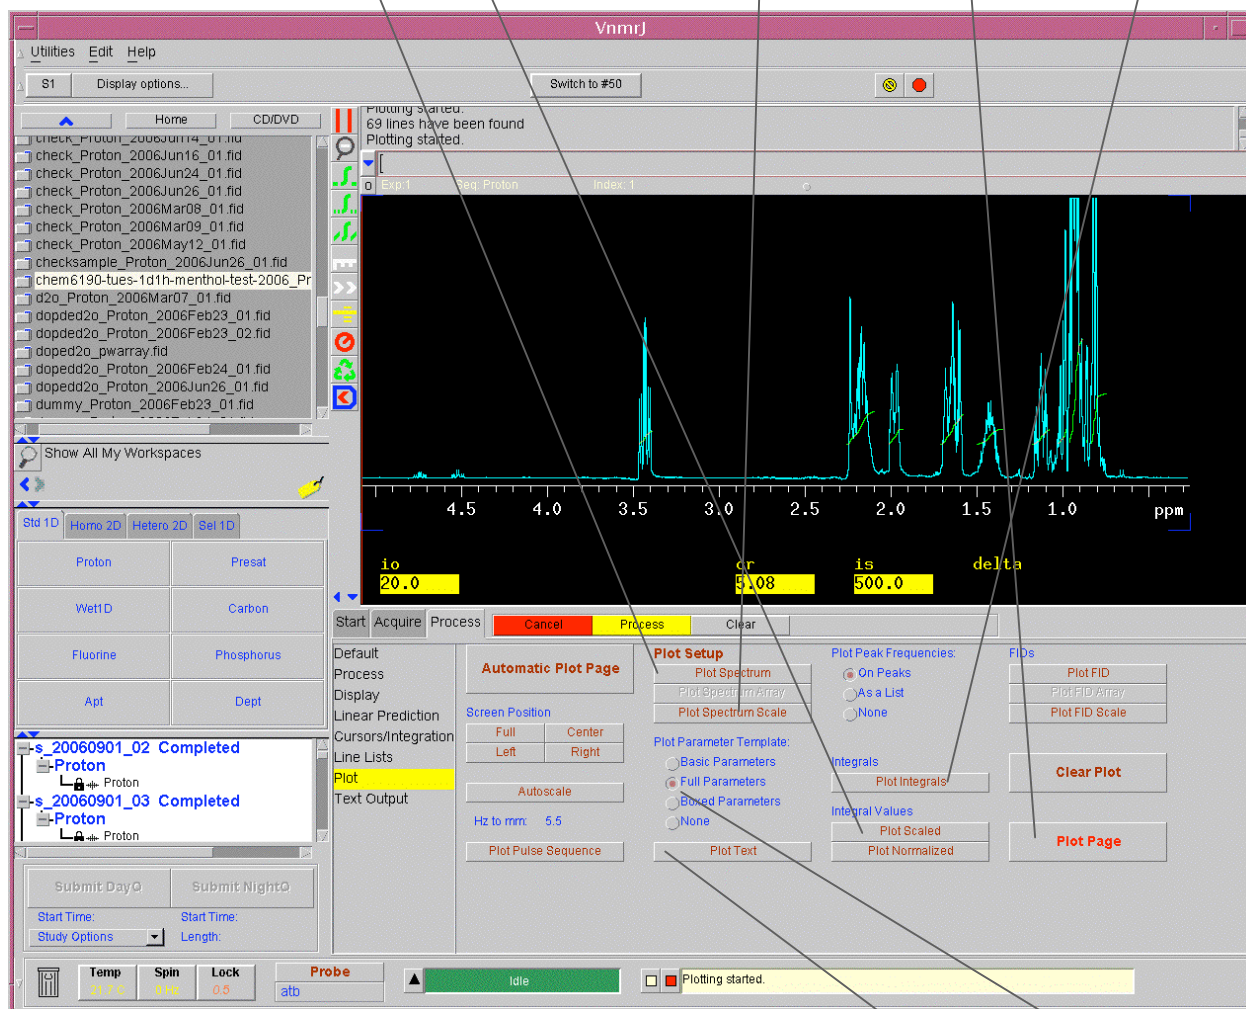 VnmrJ
Utilities Edit Help
S1 Display options... Switch to #50
Home CD/DVD
Plotting started.
69 lines have been found
Plotting started.
[
check_Proton_2006Jun14_01.fid
check_Proton_2006Jun16_01.fid
check_Proton_2006Jun24_01.fid
check_Proton_2006Jun26_01.fid
check_Proton_2006Mar08_01.fid
check_Proton_2006Mar09_01.fid
check_Proton_2006May12_01.fid
checksample_Proton_2006Jun26_01.fid
chem6190-tues-1d1h-menthol-test-2006_Pr
d2o_Proton_2006Mar07_01.fid
dopded2o_Proton_2006Feb23_01.fid
dopded2o_Proton_2006Feb23_02.fid
doped2o_pwarray.fid
dopedd2o_Proton_2006Feb24_01.fid
dopedd2o_Proton_2006Jun26_01.fid
dummy_Proton_2006Feb23_01.fid
0 Exp:1 Seq: Proton Index: 1
4.5 4.0 3.5 3.0 2.5 2.0 1.5 1.0 ppm
io cr is delta
20.0 5.08 500.0
Show All My Workspaces
Std 1D Homo 2D Hetero 2D Sel 1D
Proton Presat
Wet1D Carbon
Fluorine Phosphorus
Apt Dept
s_20060901_02 Completed
Proton
Proton
s_20060901_03 Completed
Proton
Proton
Submit DayQ Submit NightQ
Start Time: Start Time:
Study Options Length:
Start Acquire Process Cancel Process Clear
Default
Process
Display
Linear Prediction
Cursors/Integration
Line Lists
Plot
Text Output
Automatic Plot Page
Screen Position
Full Center
Left Right
Autoscale
Hz to mm: 5.5
Plot Pulse Sequence
Plot Setup
Plot Spectrum
Plot Spectrum Array
Plot Spectrum Scale
Plot Parameter Template:
Basic Parameters
Full Parameters
Boxed Parameters
None
Plot Text
Plot Peak Frequencies:
On Peaks
As a List
None
Integrals
Plot Integrals
Integral Values
Plot Scaled
Plot Normalized
FIDs
Plot FID
Plot FID Array
Plot FID Scale
Clear Plot
Plot Page
Temp Spin Lock Probe
21.7 C 0 Hz 0.5 atb
Idle
Plotting started.